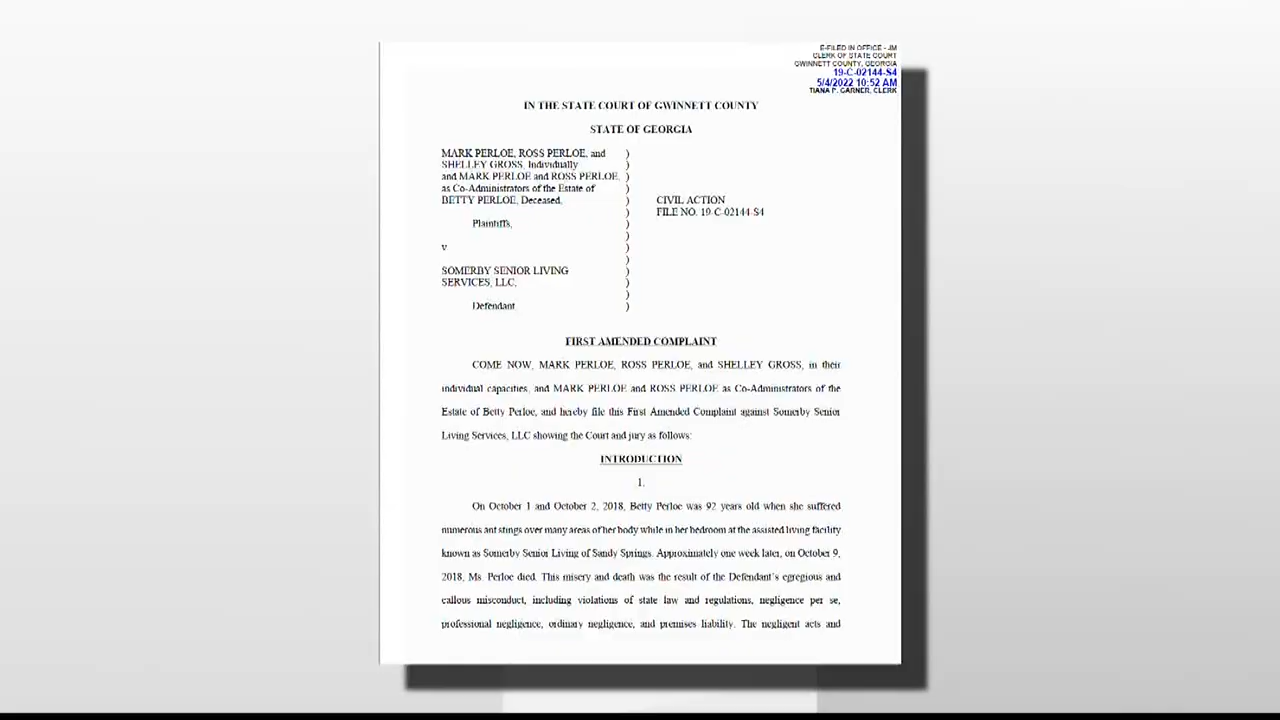 E-FILED IN OFFICE - JM
CLERK OF STATE COURT
GWINNETT COUNTY, GEORGIA
19-C-02144-S4
5/4/2022 10:52 AM
TIANA P. GARNER, CLERK
IN THE STATE COURT OF GWINNETT COUNTY
STATE OF GEORGIA
MARK PERLOE, ROSS PERLOE, and )
SHELLEY GROSS, Individually )
and MARK PERLOE and ROSS PERLOE, )
as Co-Administrators of the Estate of )
BETTY PERLOE, Deceased, ) CIVIL ACTION
) FILE NO. 19-C-02144-S4
Plaintiffs, )
)
v )
)
SOMERBY SENIOR LIVING )
SERVICES, LLC, )
)
Defendant )
FIRST AMENDED COMPLAINT
COME NOW, MARK PERLOE, ROSS PERLOE, and SHELLEY GROSS, in their
individual capacities, and MARK PERLOE and ROSS PERLOE as Co-Administrators of the
Estate of Betty Perloe, and hereby file this First Amended Complaint against Somerby Senior
Living Services, LLC showing the Court and jury as follows:
INTRODUCTION
1.
On October 1 and October 2, 2018, Betty Perloe was 92 years old when she suffered
numerous ant stings over many areas of her body while in her bedroom at the assisted living facility
known as Somerby Senior Living of Sandy Springs. Approximately one week later, on October 9,
2018, Ms. Perloe died. This misery and death was the result of the Defendant's egregious and
callous misconduct, including violations of state law and regulations, negligence per se,
professional negligence, ordinary negligence, and premises liability. The negligent acts and